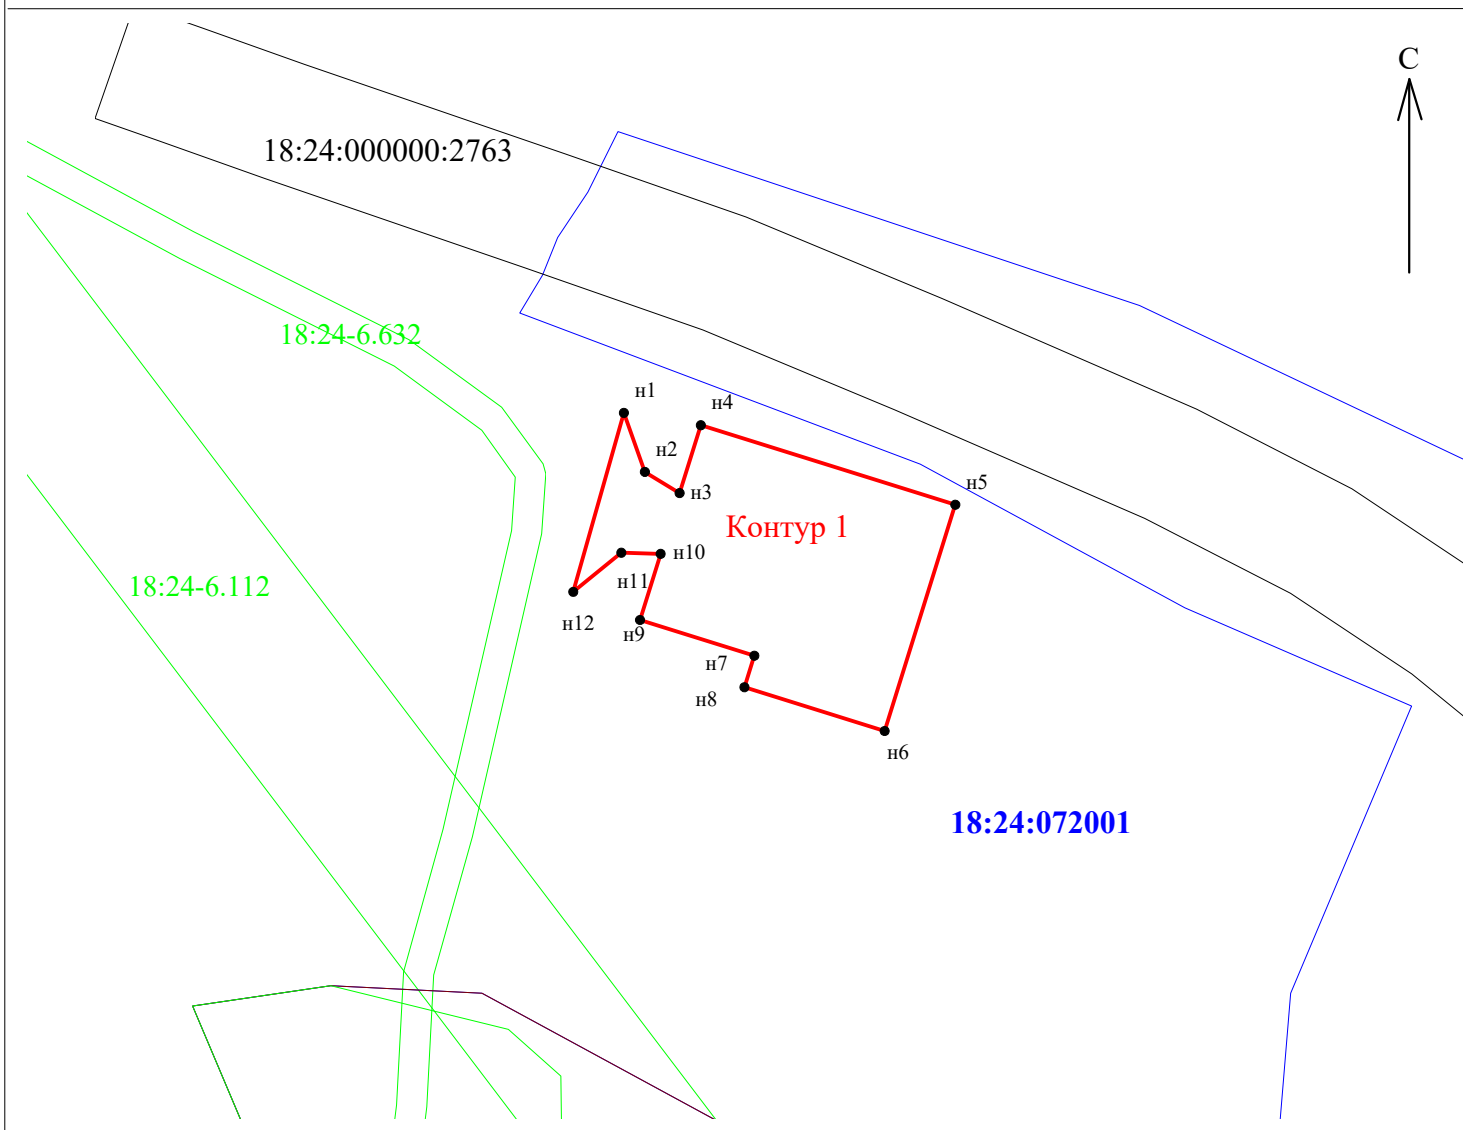 С
18:24:000000:2763
18:24-6.632
н1
н4
н2
н5
н3
Контур 1
н10
н11
18:24-6.112
н12
н9
н7
н8
н6
18:24:072001